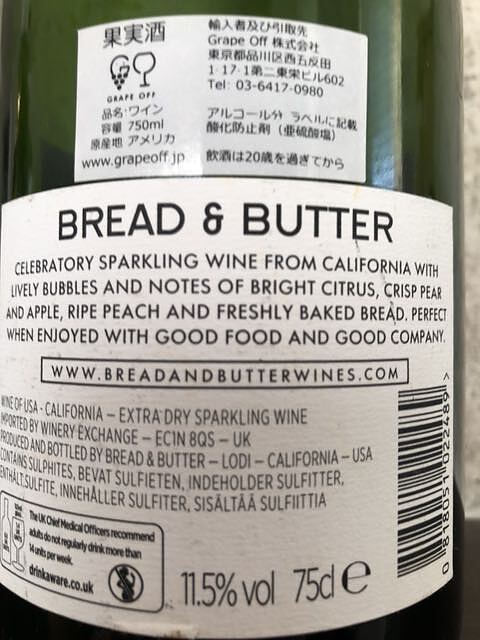 果実酒
GRAPE OFF
品名:ワイン
容量 750ml
原産地 アメリカ
www.grapeoff.jp
輸入者及び引取先
Grape Off 株式会社
東京都品川区西五反田
1-17-1第二東栄ビル602
Tel: 03-6417-0980
アルコール分 ラベルに記載
酸化防止剤（亜硫酸塩）
飲酒は20歳を過ぎてから
BREAD & BUTTER
CELEBRATORY SPARKLING WINE FROM CALIFORNIA WITH
LIVELY BUBBLES AND NOTES OF BRIGHT CITRUS, CRISP PEAR
AND APPLE, RIPE PEACH AND FRESHLY BAKED BREAD. PERFECT
WHEN ENJOYED WITH GOOD FOOD AND GOOD COMPANY.
WWW.BREADANDBUTTERWINES.COM
WINE OF USA - CALIFORNIA – EXTRA DRY SPARKLING WINE
IMPORTED BY WINERY EXCHANGE – EC1N 8QS – UK
PRODUCED AND BOTTLED BY BREAD & BUTTER – LODI – CALIFORNIA – USA
CONTAINS SULPHITES, BEVAT SULFIETEN, INDEHOLDER SULFITTER,
ENTHÄLT SULFITE, INNEHÅLLER SULFITER, SISÄLTÄÄ SULFIITTIA
The UK Chief Medical Officers recommend
adults do not regularly drink more than
14 units per week.
drinkaware.co.uk
11.5% vol 75cl e
0 818051 022489 >